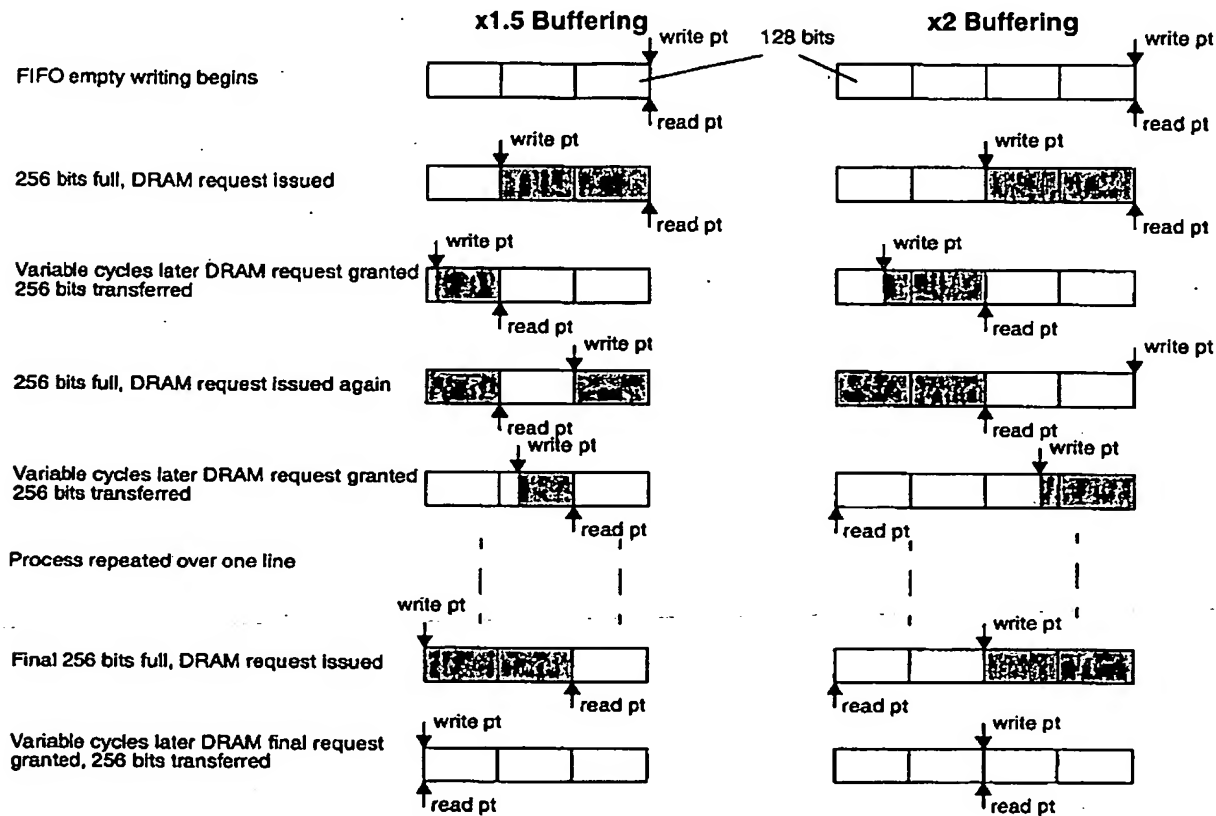 x1.5 Buffering
x2 Buffering
write pt
128 bits
write pt
FIFO empty writing begins
read pt
read pt
write pt
write pt
256 bits full, DRAM request issued
read pt
read pt
write pt
write pt
Variable cycles later DRAM request granted
256 bits transferred
read pt
read pt
write pt
write pt
256 bits full, DRAM request issued again
read pt
read pt
write pt
write pt
Variable cycles later DRAM request granted
256 bits transferred
read pt
read pt
Process repeated over one line
write pt
write pt
Final 256 bits full, DRAM request issued
read pt
read pt
write pt
write pt
Variable cycles later DRAM final request
granted, 256 bits transferred
read pt
read pt